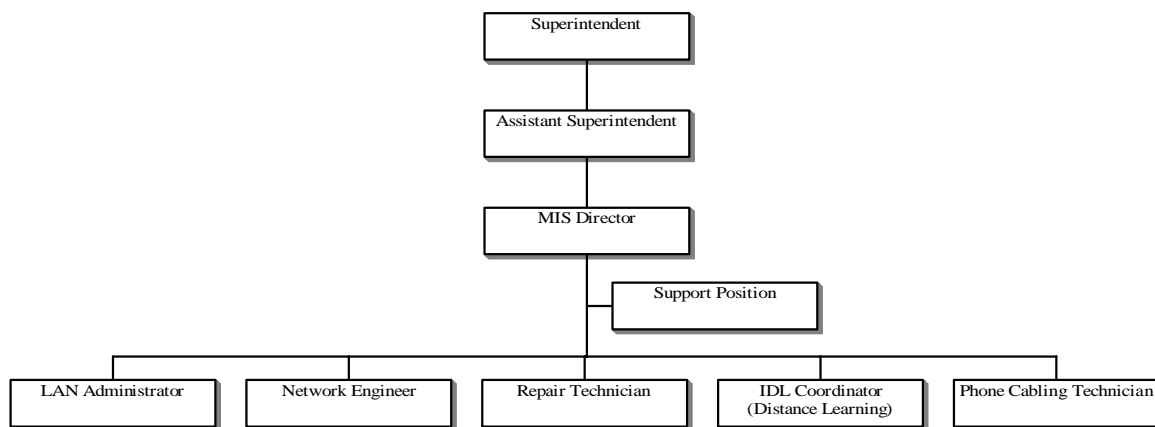 Superintendent
Assistant Superintendent
MIS Director
Support Position
LAN Administrator
Network Engineer
Repair Technician
IDL Coordinator
(Distance Learning)
Phone Cabling Technician